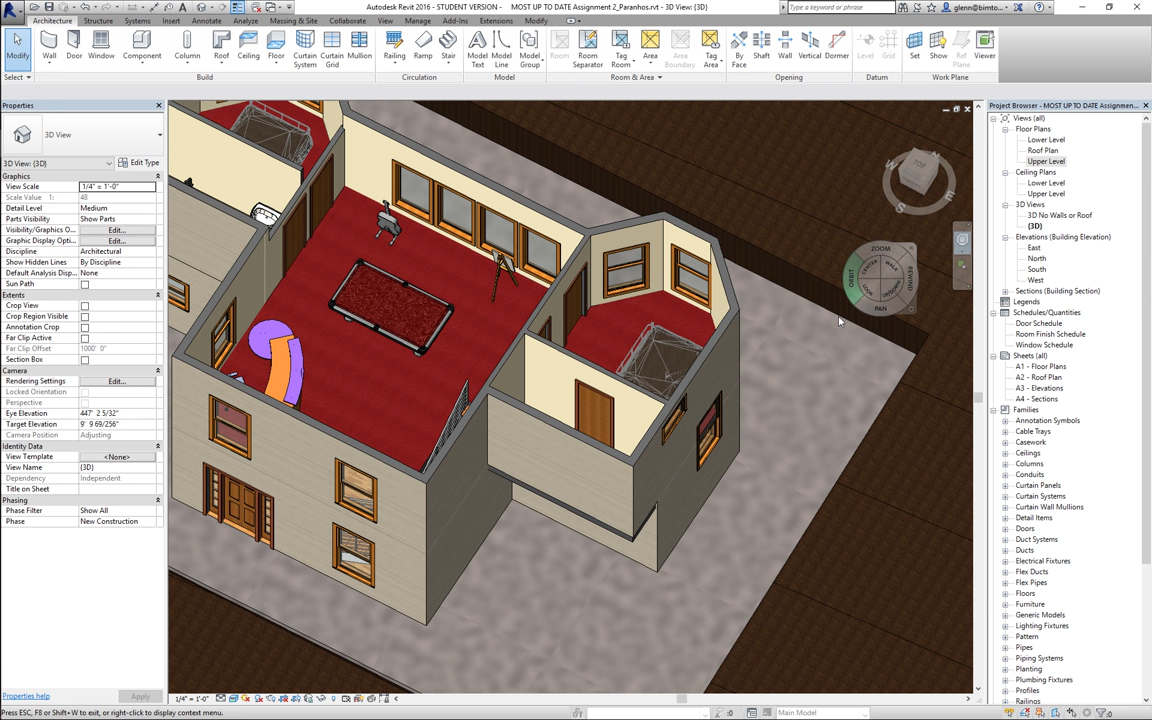 Autodesk Revit 2016 - STUDENT VERSION - MOST UP TO DATE Assignment 2_Paranhos.rvt - 3D View: {3D}
Type a keyword or phrase
glenn@bimto...
Architecture Structure Systems Insert Annotate Analyze Massing & Site Collaborate View Manage Add-Ins Extensions Modify
Modify Wall Door Window Component Column Roof Ceiling Floor Curtain System Curtain Grid Mullion Railing Ramp Stair Model Text Model Line Model Group Room Room Separator Tag Room Area Area Boundary Tag Area By Face Shaft Wall Vertical Dormer Level Grid Set Show Ref Plane Viewer
Select Build Circulation Model Room & Area Opening Datum Work Plane
Properties
3D View
3D View: {3D} Edit Type
Graphics
View Scale 1/4" = 1'-0"
Scale Value 1: 48
Detail Level Medium
Parts Visibility Show Parts
Visibility/Graphics O... Edit...
Graphic Display Opti... Edit...
Discipline Architectural
Show Hidden Lines By Discipline
Default Analysis Disp... None
Sun Path
Extents
Crop View
Crop Region Visible
Annotation Crop
Far Clip Active
Far Clip Offset 1000' 0"
Section Box
Camera
Rendering Settings Edit...
Locked Orientation
Perspective
Eye Elevation 447' 2 5/32"
Target Elevation 9' 9 69/256"
Camera Position Adjusting
Identity Data
View Template <None>
View Name {3D}
Dependency Independent
Title on Sheet
Phasing
Phase Filter Show All
Phase New Construction
Properties help Apply
TOP
N
W
E
S
ZOOM
ORBIT
CENTER
WALK
REWIND
LOOK
UP/DOWN
PAN
Project Browser - MOST UP TO DATE Assignmen...
Views (all)
Floor Plans
Lower Level
Roof Plan
Upper Level
Ceiling Plans
Lower Level
Upper Level
3D Views
3D No Walls or Roof
{3D}
Elevations (Building Elevation)
East
North
South
West
Sections (Building Section)
Legends
Schedules/Quantities
Door Schedule
Room Finish Schedule
Window Schedule
Sheets (all)
A1 - Floor Plans
A2 - Roof Plan
A3 - Elevations
A4 - Sections
Families
Annotation Symbols
Cable Trays
Casework
Ceilings
Columns
Conduits
Curtain Panels
Curtain Systems
Curtain Wall Mullions
Detail Items
Doors
Duct Systems
Ducts
Electrical Fixtures
Flex Ducts
Flex Pipes
Floors
Furniture
Generic Models
Lighting Fixtures
Pattern
Pipes
Piping Systems
Planting
Plumbing Fixtures
Profiles
Railings
1/4" = 1'-0"
Press ESC, F8 or Shift+W to exit, or right-click to display context menu.
:0 Main Model :0